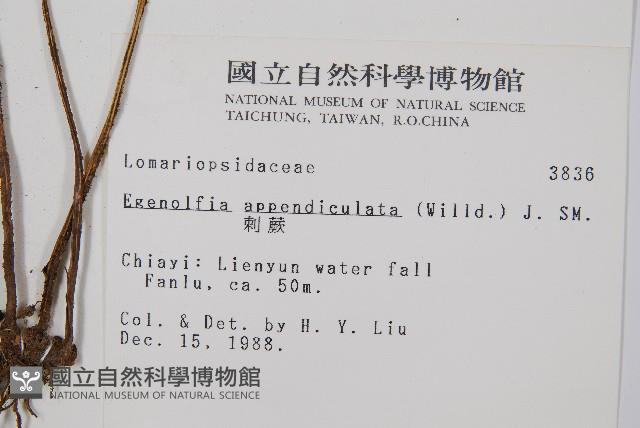 國立自然科學博物館
NATIONAL MUSEUM OF NATURAL SCIENCE
TAICHUNG, TAIWAN, R.O.CHINA
Lomariopsidaceae 3836
Egenolfia appendiculata (Willd.) J. SM.
刺蕨
Chiayi: Lienyun water fall
Fanlu, ca. 50m.
Col. & Det. by H. Y. Liu
Dec. 15, 1988.
國立自然科學博物館
NATIONAL MUSEUM OF NATURAL SCIENCE